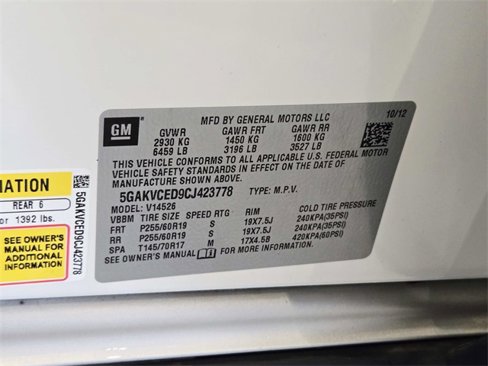 MFD BY GENERAL MOTORS LLC 10/12
GM GVWR GAWR FRT GAWR RR
2930 KG 1450 KG 1600 KG
6459 LB 3196 LB 3527 LB
THIS VEHICLE CONFORMS TO ALL APPLICABLE U.S. FEDERAL MOTOR
VEHICLE SAFETY STANDARDS IN EFFECT ON THE DATE OF
MANUFACTURE SHOWN ABOVE.
5GAKVCED9CJ423778 TYPE: M.P.V.
MODEL: V14526
VBB TIRE SIZE SPEED RTG RIM COLD TIRE PRESSURE
FRT P255/60R19 S 19X7.5J 240KPA(35PSI)
RR P255/60R19 S 19X7.5J 240KPA(35PSI)
SPA T145/70R17 M 17X4.5B 420KPA(60PSI)
SEE OWNER'S MANUAL FOR MORE INFORMATION
MATION
REAR 6
or 1392 lbs.
SEE OWNER'S
MANUAL FOR
ADDITIONAL
INFORMATION
5GAKVCED9CJ423778